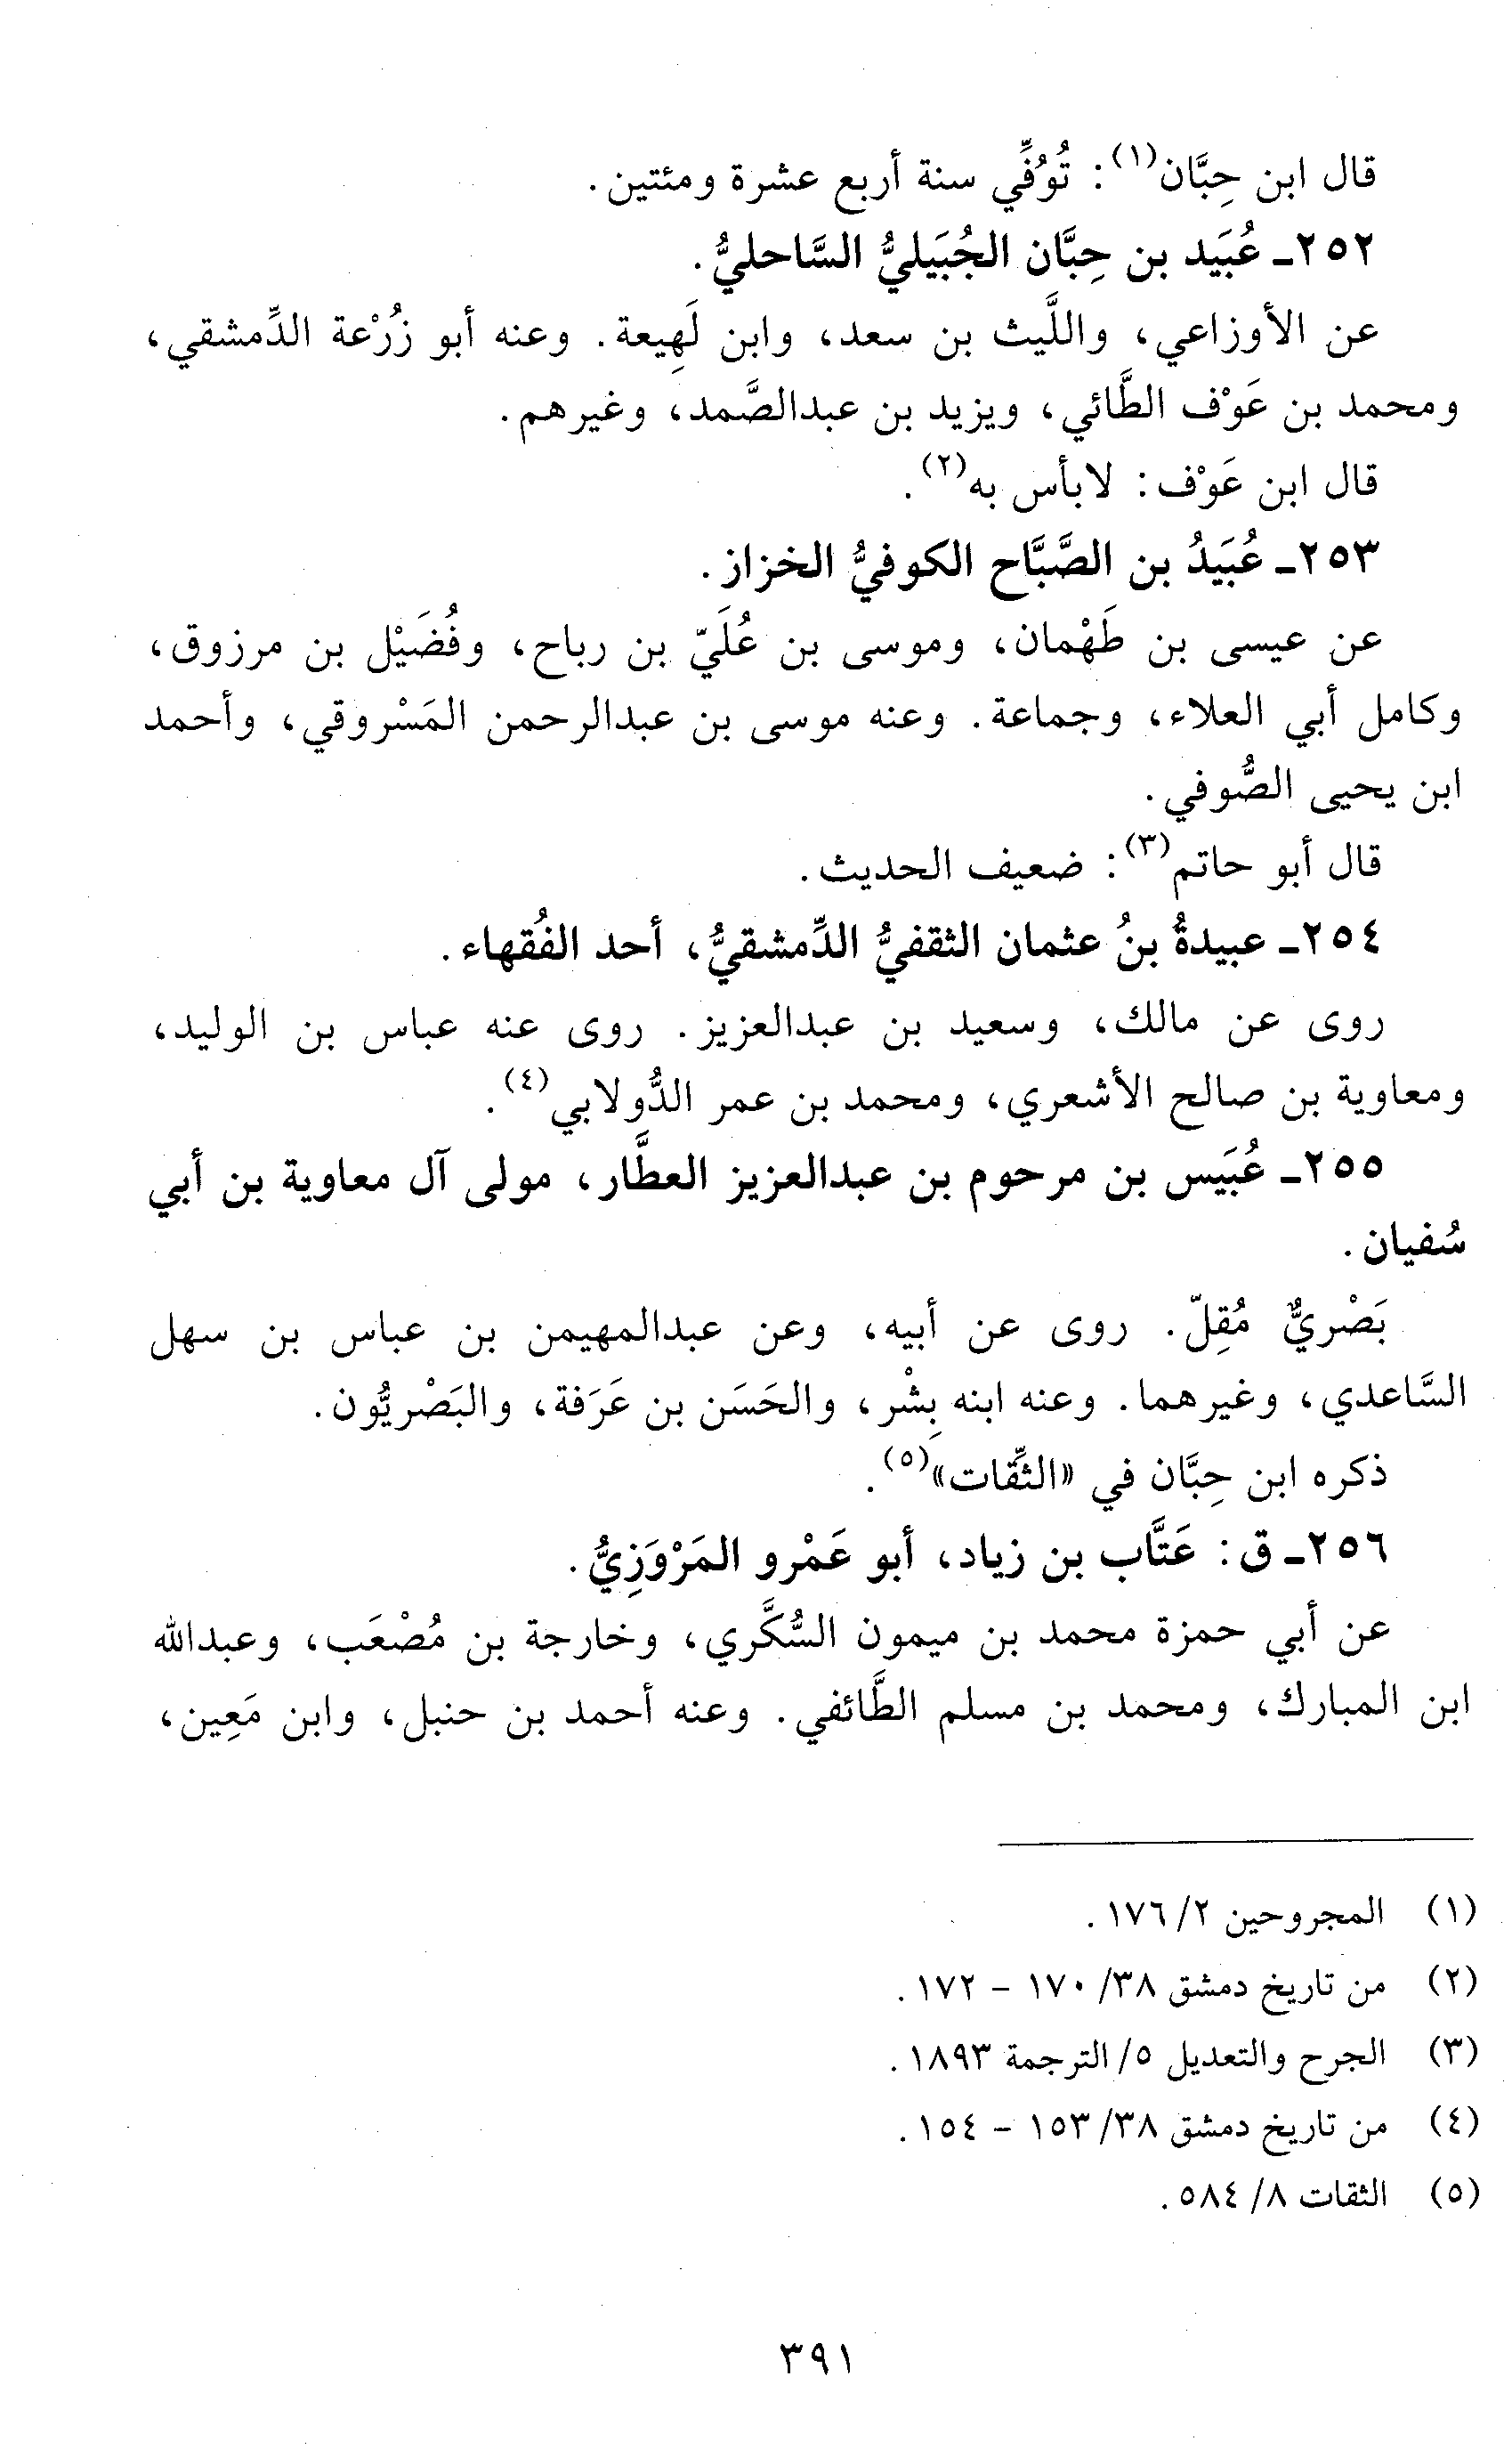 قال ابن حِبَّان(١): تُوُفِّي سنة أربع عشرة ومئتين.
٢٥٢ـ عُبَيد بن حِبَّان الجُبَيليُّ السَّاحليُّ.
عن الأوزاعي، واللَّيث بن سعد، وابن لَهِيعة. وعنه أبو زُرْعة الدِّمشقي،
ومحمد بن عَوْف الطَّائي، ويزيد بن عبدالصَّمد، وغيرهم.
قال ابن عَوْف: لابأس به(٢).
٢٥٣ـ عُبَيدُ بن الصَّبَّاح الكوفيُّ الخزاز.
عن عيسى بن طَهْمان، وموسى بن عُلَيّ بن رباح، وفُضَيْل بن مرزوق،
وكامل أبي العلاء، وجماعة. وعنه موسى بن عبدالرحمن المَسْروقي، وأحمد
ابن يحيى الصُّوفي.
قال أبو حاتم(٣): ضعيف الحديث.
٢٥٤ـ عبيدةُ بنُ عثمان الثقفيُّ الدِّمشقيُّ، أحد الفُقهاء.
روى عن مالك، وسعيد بن عبدالعزيز. روى عنه عباس بن الوليد،
ومعاوية بن صالح الأشعري، ومحمد بن عمر الدُّولابي(٤).
٢٥٥ـ عُبَيس بن مرحوم بن عبدالعزيز العطَّار، مولى آل معاوية بن أبي
سُفيان.
بَصْريٌّ مُقِلّ. روى عن أبيه، وعن عبدالمهيمن بن عباس بن سهل
السَّاعدي، وغيرهما. وعنه ابنه بِشْر، والحَسَن بن عَرَفة، والبَصْريُّون.
ذكره ابن حِبَّان في «الثِّقات»(٥).
٢٥٦ـ ق: عَتَّاب بن زياد، أبو عَمْرو المَرْوَزِيُّ.
عن أبي حمزة محمد بن ميمون السُّكَّري، وخارجة بن مُصْعَب، وعبدالله
ابن المبارك، ومحمد بن مسلم الطَّائفي. وعنه أحمد بن حنبل، وابن مَعِين،
(١) المجروحين ٢/ ١٧٦.
(٢) من تاريخ دمشق ٣٨/ ١٧٠ - ١٧٢.
(٣) الجرح والتعديل ٥/ الترجمة ١٨٩٣.
(٤) من تاريخ دمشق ٣٨/ ١٥٣ - ١٥٤.
(٥) الثقات ٨/ ٥٨٤.
٣٩١